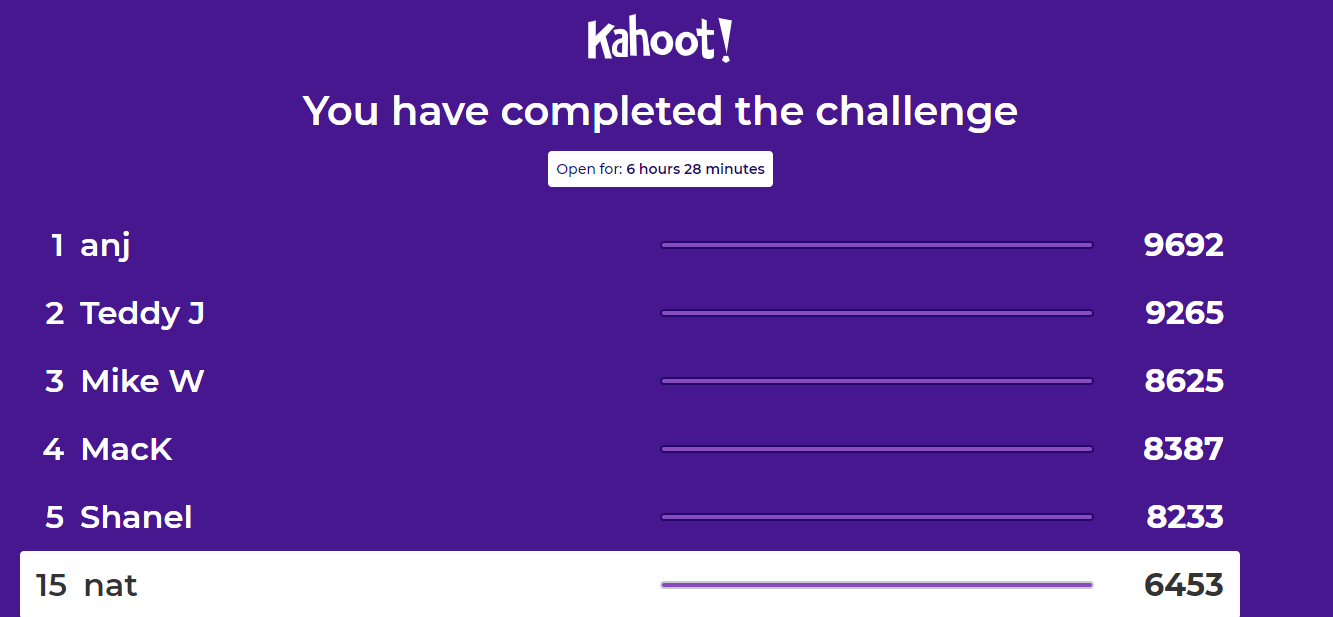 Kahoot!
You have completed the challenge
Open for: 6 hours 28 minutes
1 anj 9692
2 Teddy J 9265
3 Mike W 8625
4 MacK 8387
5 Shanel 8233
15 nat 6453